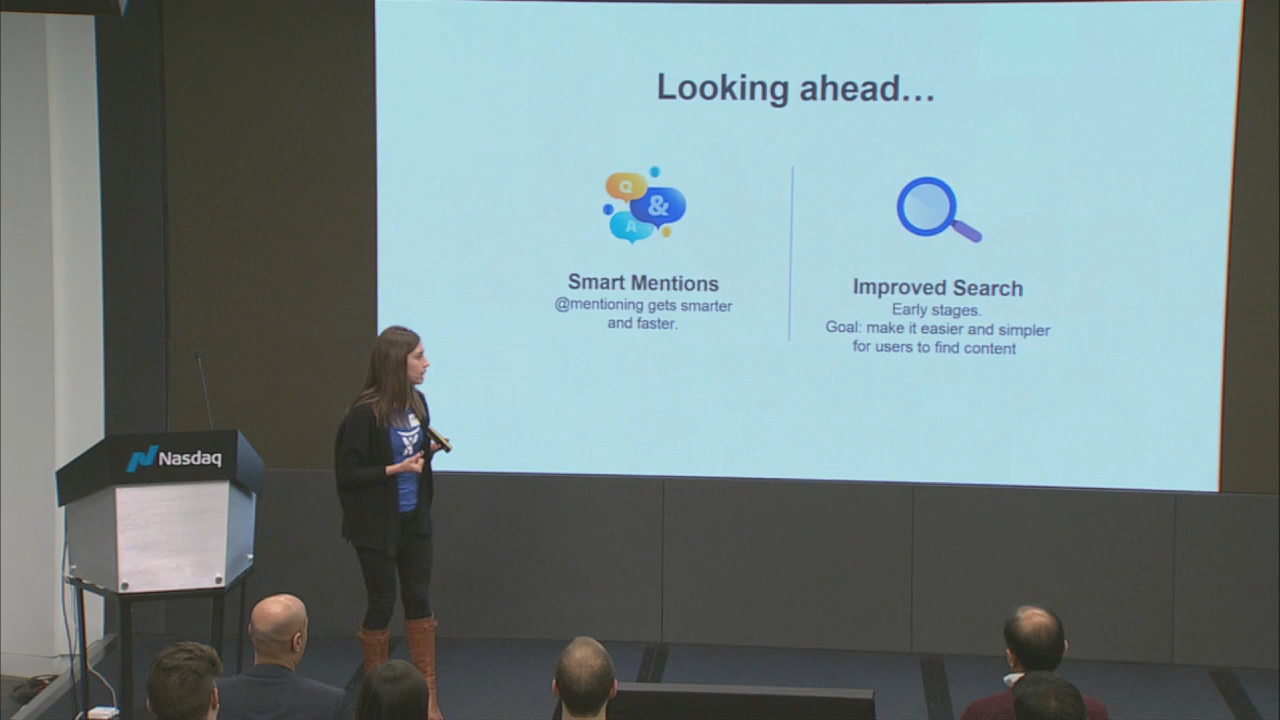 Looking ahead...
Q
&
A
Smart Mentions
@mentioning gets smarter
and faster.
Improved Search
Early stages.
Goal: make it easier and simpler
for users to find content
Nasdaq